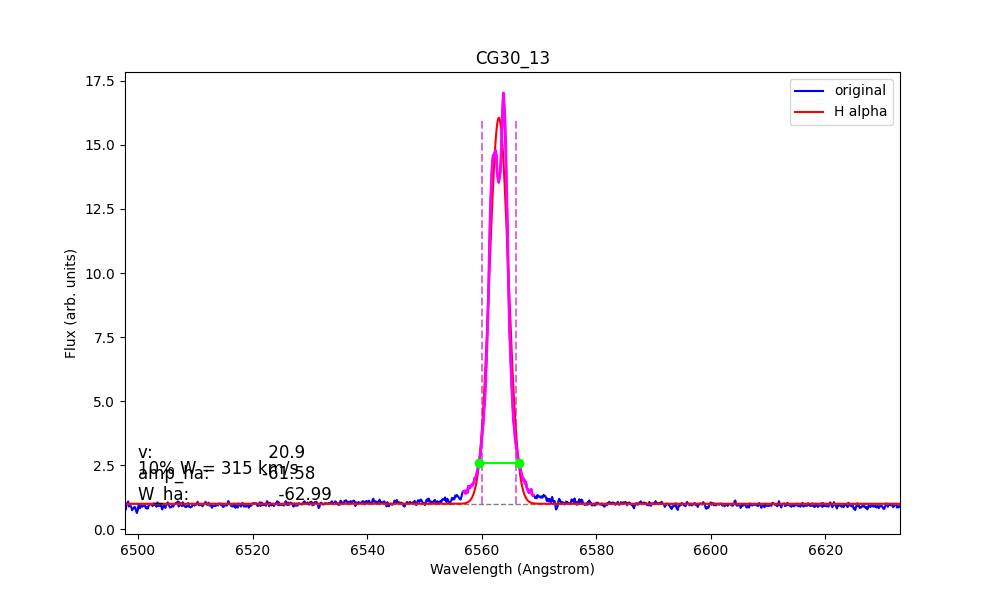 CG30_13
original
H alpha
17.5
15.0
12.5
10.0
7.5
5.0
2.5
0.0
Flux (arb. units)
v: 20.9
10% W = 315 km/s
amp_ha: -61.58
W_ha: -62.99
6500 6520 6540 6560 6580 6600 6620
Wavelength (Angstrom)